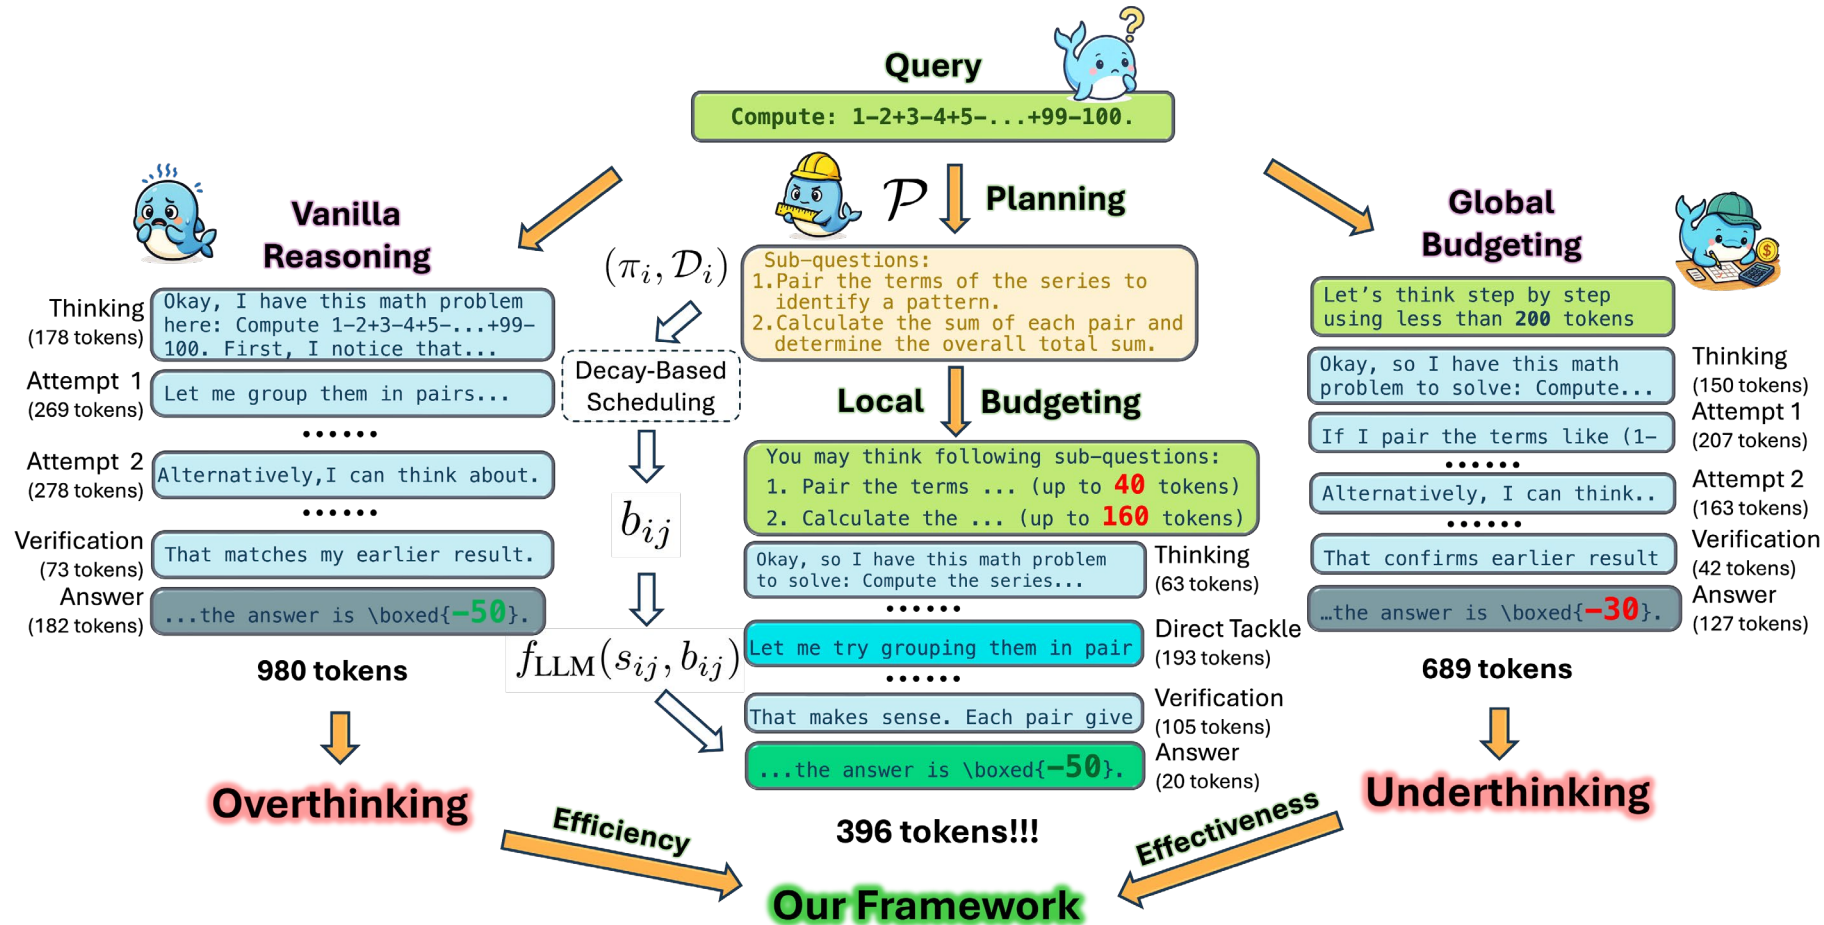 Query
Compute: 1−2+3−4+5−...+99−100.
Vanilla
Reasoning
Thinking
(178 tokens)
Okay, I have this math problem
here: Compute 1−2+3−4+5−...+99−
100. First, I notice that...
Attempt 1
(269 tokens)
Let me group them in pairs...
......
Attempt 2
(278 tokens)
Alternatively,I can think about.
......
Verification
(73 tokens)
That matches my earlier result.
Answer
(182 tokens)
...the answer is \boxed{−50}.
980 tokens
Overthinking
𝒫
Planning
(π_i, 𝒟_i)
Sub-questions:
1.Pair the terms of the series to
identify a pattern.
2.Calculate the sum of each pair and
determine the overall total sum.
Decay-Based
Scheduling
b_ij
f_LLM(s_ij, b_ij)
Local Budgeting
You may think following sub-questions:
1. Pair the terms ... (up to 40 tokens)
2. Calculate the ... (up to 160 tokens)
Okay, so I have this math problem
to solve: Compute the series...
Thinking
(63 tokens)
......
Let me try grouping them in pair
Direct Tackle
(193 tokens)
......
That makes sense. Each pair give
Verification
(105 tokens)
...the answer is \boxed{−50}.
Answer
(20 tokens)
396 tokens!!!
Global
Budgeting
Let's think step by step
using less than 200 tokens
Okay, so I have this math
problem to solve: Compute...
Thinking
(150 tokens)
If I pair the terms like (1−
Attempt 1
(207 tokens)
......
Alternatively, I can think..
Attempt 2
(163 tokens)
......
That confirms earlier result
Verification
(42 tokens)
…the answer is \boxed{−30}.
Answer
(127 tokens)
689 tokens
Underthinking
Efficiency
Effectiveness
Our Framework